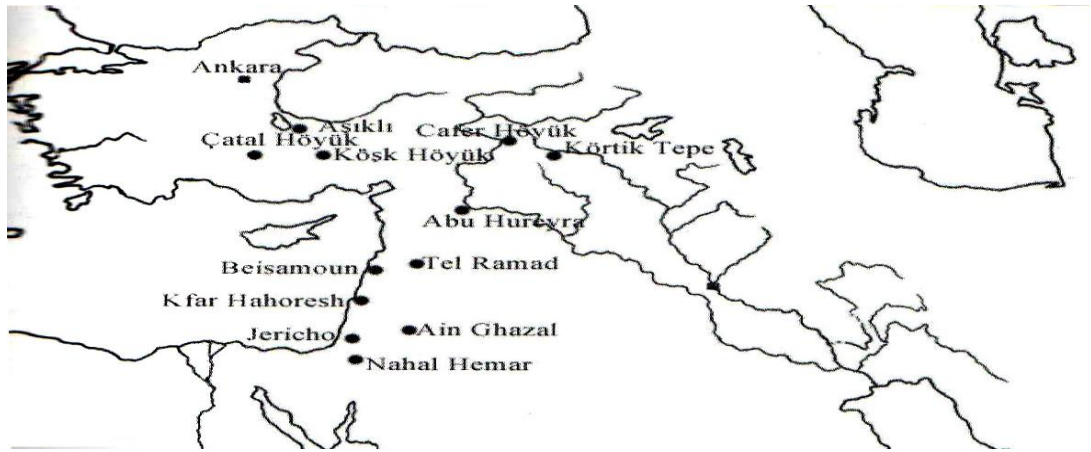 Ankara
Aşıklı
Cafer Höyük
Çatal Höyük
Köşk Höyük
Körtik Tepe
Abu Hureyra
Beisamoun
Tel Ramad
Kfar Hahoresh
Jericho
Ain Ghazal
Nahal Hemar